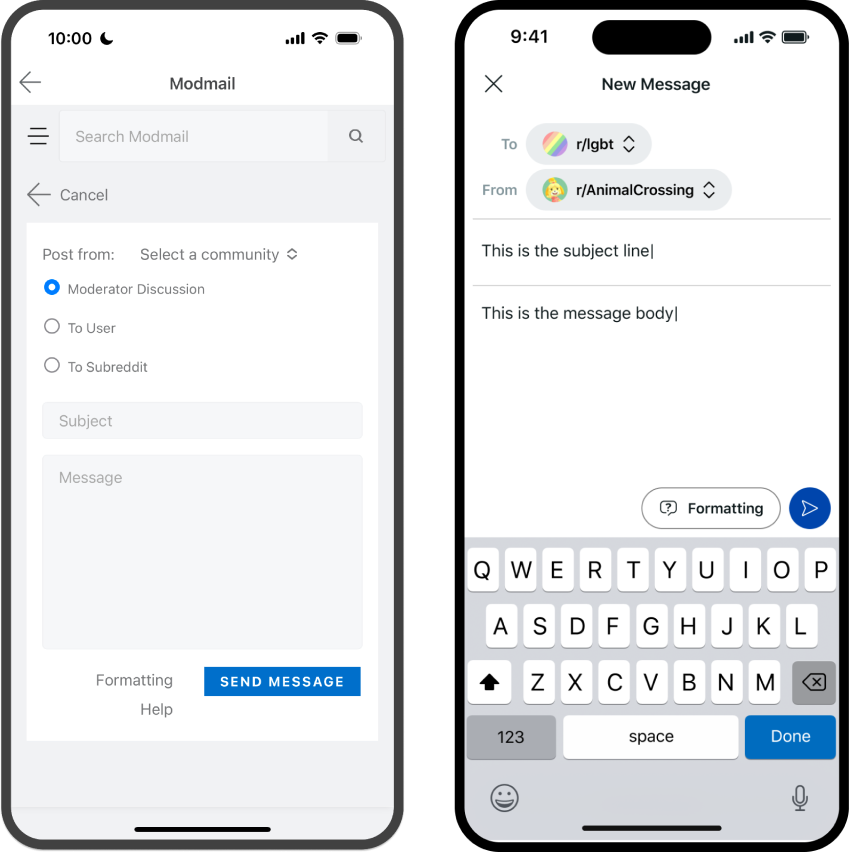 10:00
Modmail
Search Modmail
Cancel
Post from: Select a community
Moderator Discussion
To User
To Subreddit
Subject
Message
Formatting
Help
SEND MESSAGE
9:41
New Message
To r/lgbt
From r/AnimalCrossing
This is the subject line|
This is the message body|
Formatting
Q W E R T Y U I O P
A S D F G H J K L
Z X C V B N M
123 space Done